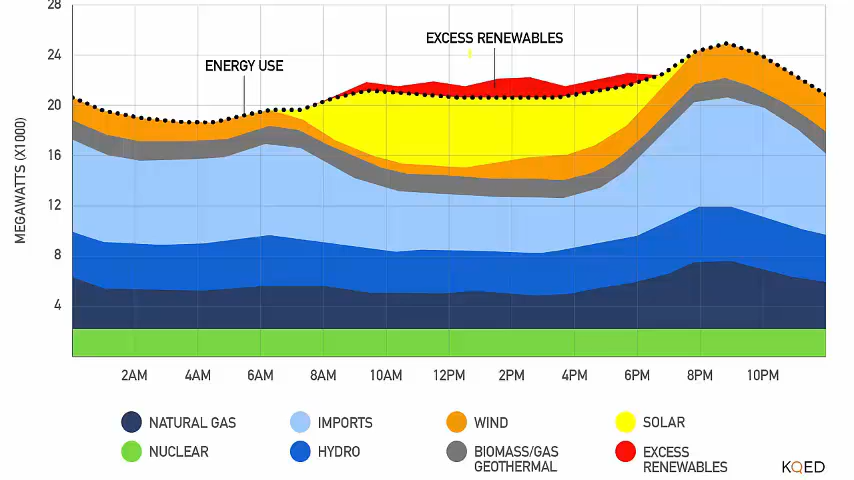 28
24
20
16
12
8
4
MEGAWATTS (X1000)
ENERGY USE
EXCESS RENEWABLES
2AM 4AM 6AM 8AM 10AM 12PM 2PM 4PM 6PM 8PM 10PM
NATURAL GAS IMPORTS WIND SOLAR
NUCLEAR HYDRO BIOMASS/GAS EXCESS
GEOTHERMAL RENEWABLES
KQED